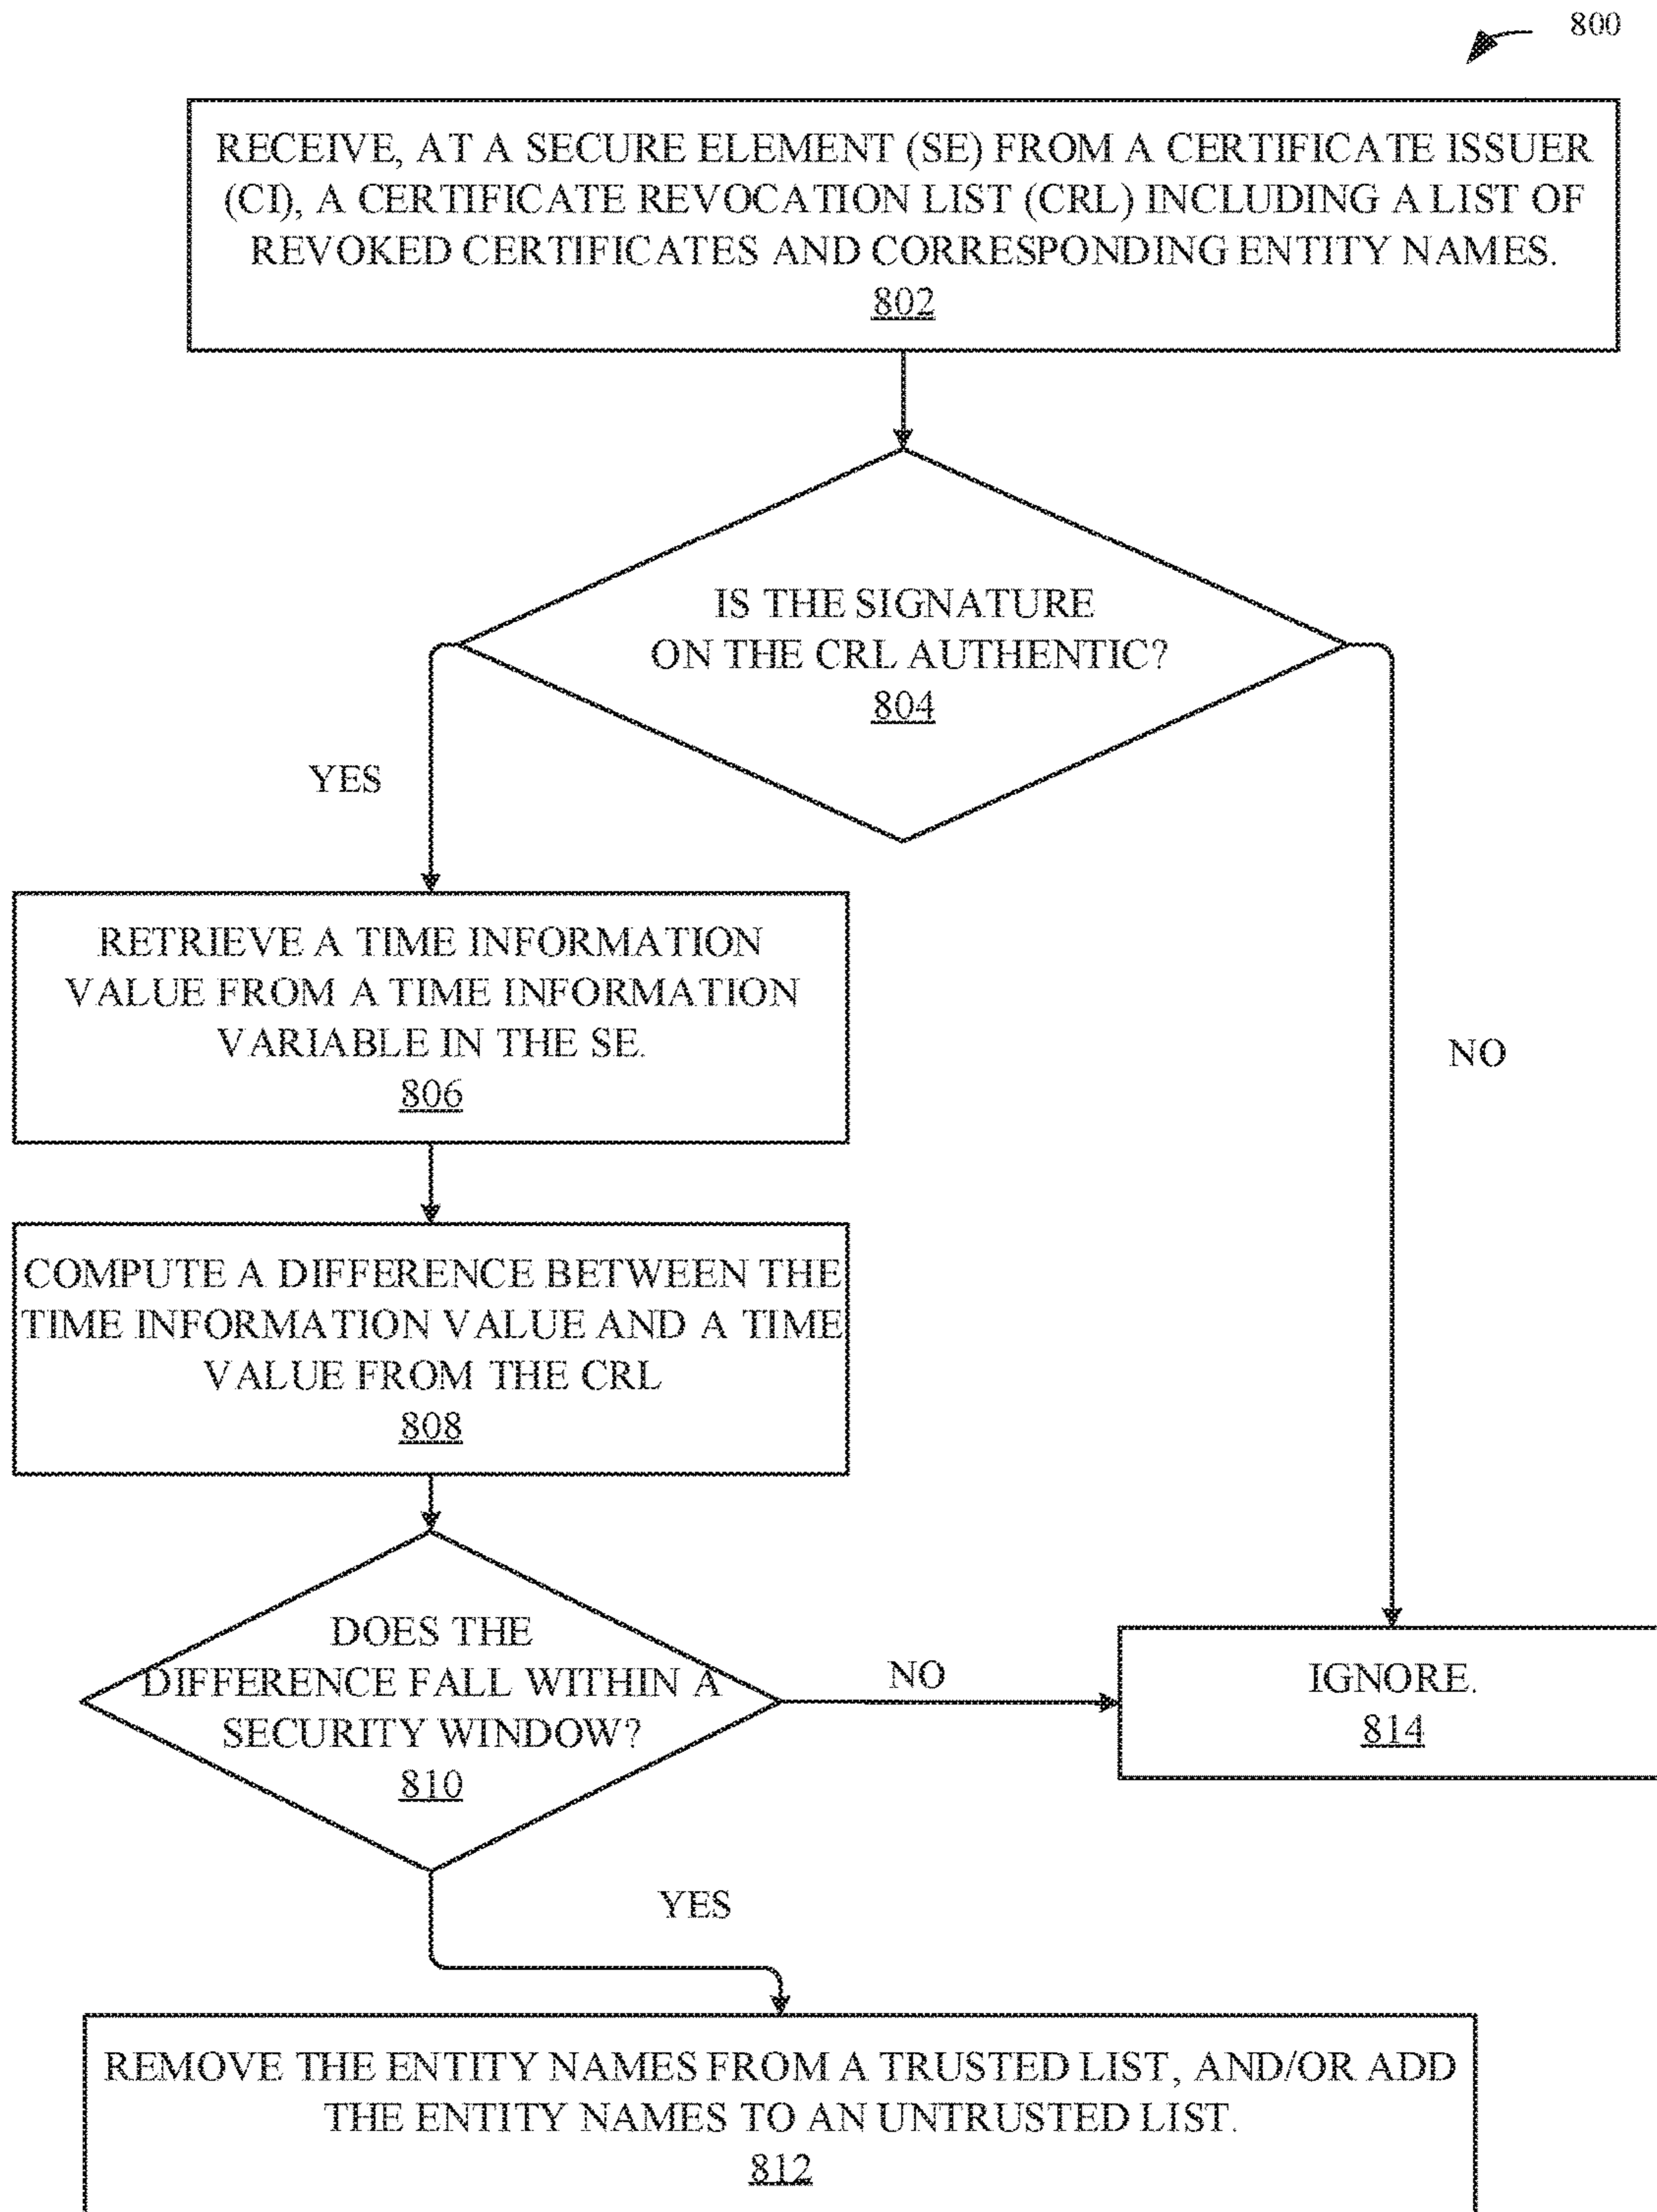 800
RECEIVE, AT A SECURE ELEMENT (SE) FROM A CERTIFICATE ISSUER
(CI), A CERTIFICATE REVOCATION LIST (CRL) INCLUDING A LIST OF
REVOKED CERTIFICATES AND CORRESPONDING ENTITY NAMES.
802
IS THE SIGNATURE
ON THE CRL AUTHENTIC?
804
YES
RETRIEVE A TIME INFORMATION
VALUE FROM A TIME INFORMATION
VARIABLE IN THE SE.
806
NO
COMPUTE A DIFFERENCE BETWEEN THE
TIME INFORMATION VALUE AND A TIME
VALUE FROM THE CRL
808
DOES THE
DIFFERENCE FALL WITHIN A
SECURITY WINDOW?
810
NO
IGNORE.
814
YES
REMOVE THE ENTITY NAMES FROM A TRUSTED LIST, AND/OR ADD
THE ENTITY NAMES TO AN UNTRUSTED LIST.
812